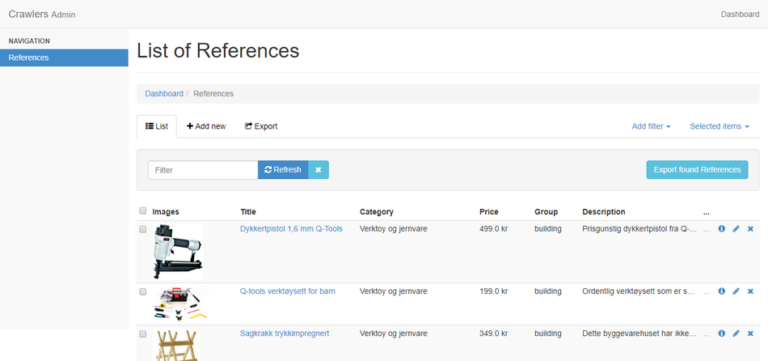 Crawlers Admin Dashboard
NAVIGATION
References
List of References
Dashboard / References
List Add new Export Add filter Selected items
Filter Refresh Export found References
Images Title Category Price Group Description ...
Dykkertpistol 1,6 mm Q-Tools Verktoy og jernvare 499.0 kr building Prisgunstig dykkertpistol fra Q-... ...
Q-tools verktøysett for barn Verktoy og jernvare 199.0 kr building Ordentlig verktøysett som er s... ...
Sagkrakk trykkimpregnert Verktoy og jernvare 349.0 kr building Dette byggevarehuset har ikke... ...